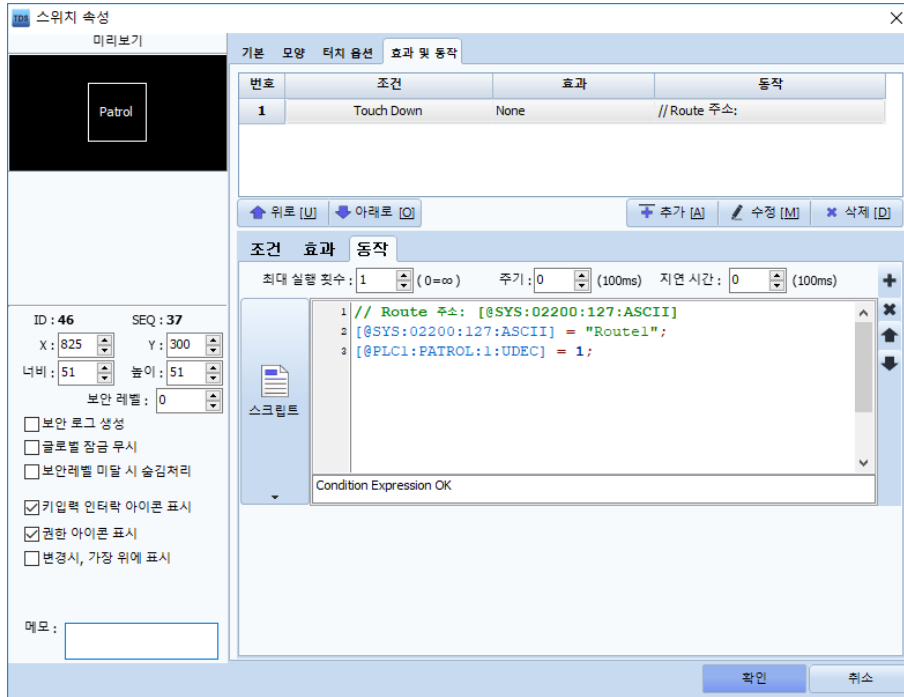 TDS 스위치 속성
미리보기
Patrol
기본 모양 터치 옵션 효과 및 동작
번호 조건 효과 동작
1 Touch Down None // Route 주소:
위로 [U] 아래로 [O] 추가 [A] 수정 [M] 삭제 [D]
조건 효과 동작
최대 실행 횟수 : 1 ( 0=∞ ) 주기 : 0 (100ms) 지연 시간 : 0 (100ms)
스크립트
1 // Route 주소: [@SYS:02200:127:ASCII]
2 [@SYS:02200:127:ASCII] = "Route1";
3 [@PLC1:PATROL:1:UDEC] = 1;
Condition Expression OK
ID : 46 SEQ : 37
X : 825 Y : 300
너비 : 51 높이 : 51
보안 레벨 : 0
보안 로그 생성
글로벌 잠금 무시
보안레벨 미달 시 숨김처리
키입력 인터락 아이콘 표시
권한 아이콘 표시
변경시, 가장 위에 표시
메모 :
확인 취소